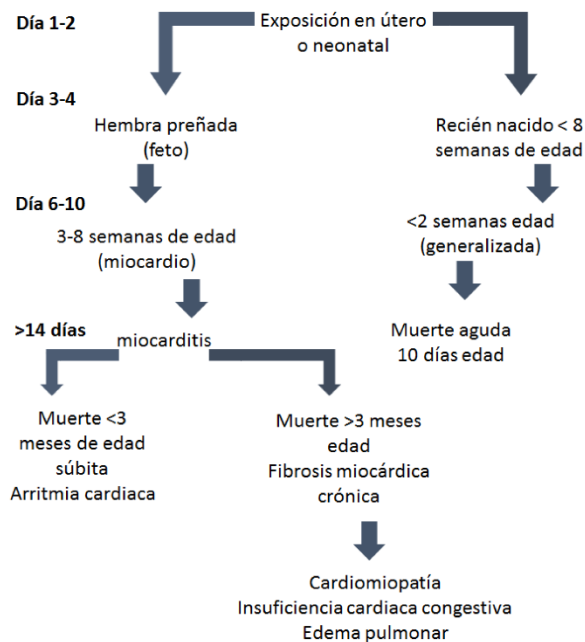 Día 1-2
Exposición en útero
o neonatal
Día 3-4
Hembra preñada
(feto)
Recién nacido < 8
semanas de edad
Día 6-10
3-8 semanas de edad
(miocardio)
<2 semanas edad
(generalizada)
>14 días
miocarditis
Muerte aguda
10 días edad
Muerte <3
meses de edad
súbita
Arritmia cardiaca
Muerte >3 meses
edad
Fibrosis miocárdica
crónica
Cardiomiopatía
Insuficiencia cardiaca congestiva
Edema pulmonar